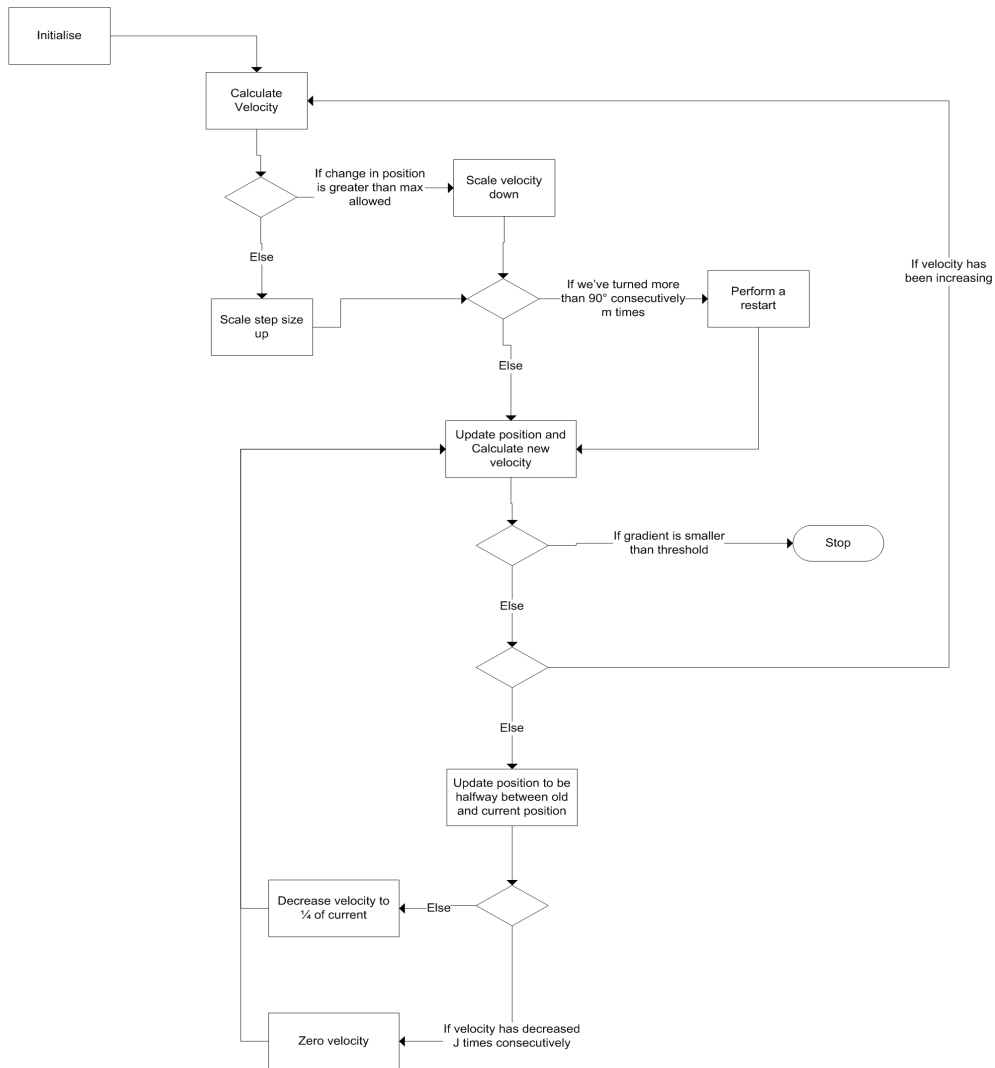 Initialise
Calculate
Velocity
If change in position
is greater than max
allowed
Scale velocity
down
Else
Scale step size
up
If we've turned more
than 90° consecutively
m times
Perform a
restart
If velocity has
been increasing
Else
Update position and
Calculate new
velocity
If gradient is smaller
than threshold
Stop
Else
Else
Update position to be
halfway between old
and current position
Decrease velocity to
¼ of current
Else
Zero velocity
If velocity has decreased
J times consecutively